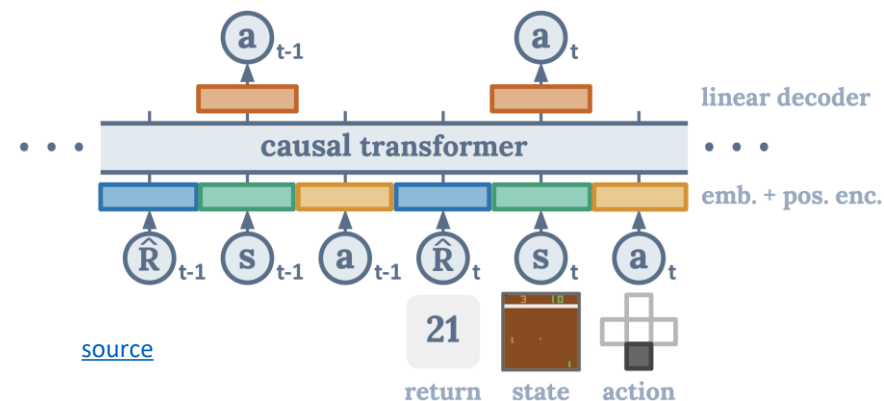 a t-1 a t
linear decoder
• • • causal transformer • • •
emb. + pos. enc.
R̂ t-1 s t-1 a t-1 R̂ t s t a t
3 10
21
source
return state action